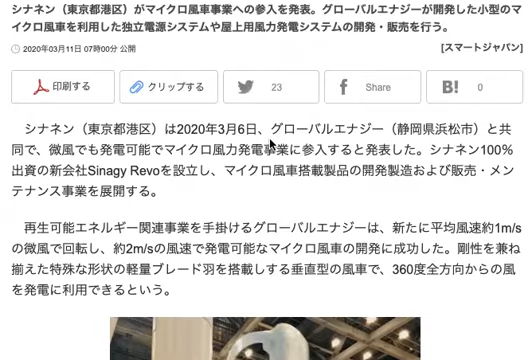 シナネン（東京都港区）がマイクロ風車事業への参入を発表。グローバルエナジーが開発した小型のマ
イクロ風車を利用した独立電源システムや屋上用風力発電システムの開発・販売を行う。
2020年03月11日 07時00分 公開
[スマートジャパン]
印刷する
クリップする
23
Share
B! 0
シナネン（東京都港区）は2020年3月6日、グローバルエナジー（静岡県浜松市）と共
同で、微風でも発電可能でマイクロ風力発電事業に参入すると発表した。シナネン100%
出資の新会社Sinagy Revoを設立し、マイクロ風車搭載製品の開発製造および販売・メン
テナンス事業を展開する。
再生可能エネルギー関連事業を手掛けるグローバルエナジーは、新たに平均風速約1m/s
の微風で回転し、約2m/sの風速で発電可能なマイクロ風車の開発に成功した。剛性を兼ね
揃えた特殊な形状の軽量ブレード羽を搭載しする垂直型の風車で、360度全方向からの風
を発電に利用できるという。